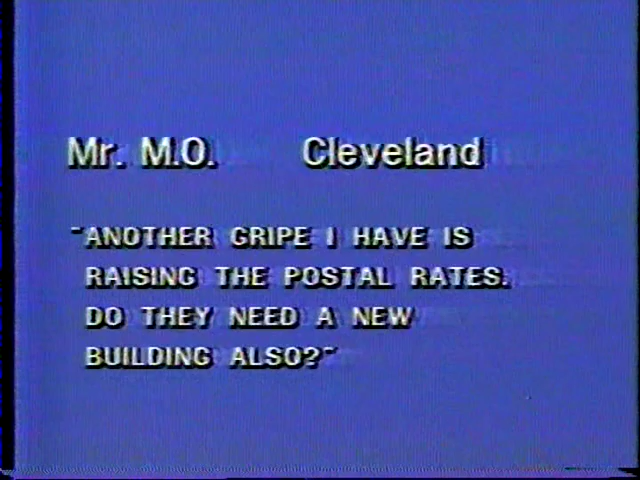 Mr. M.O. Cleveland
"ANOTHER GRIPE I HAVE IS
RAISING THE POSTAL RATES.
DO THEY NEED A NEW
BUILDING ALSO?"